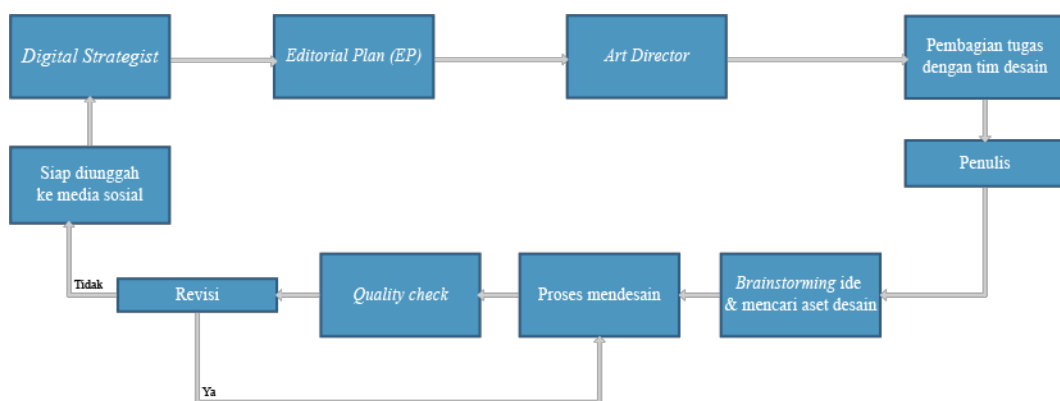 Digital Strategist
Editorial Plan (EP)
Art Director
Pembagian tugas
dengan tim desain
Penulis
Brainstorming ide
& mencari aset desain
Proses mendesain
Quality check
Revisi
Ya
Tidak
Siap diunggah
ke media sosial